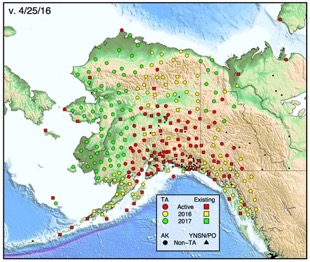 v. 4/25/16
TA Existing
Active
2016
2017
AK YNSN/PO
Non-TA